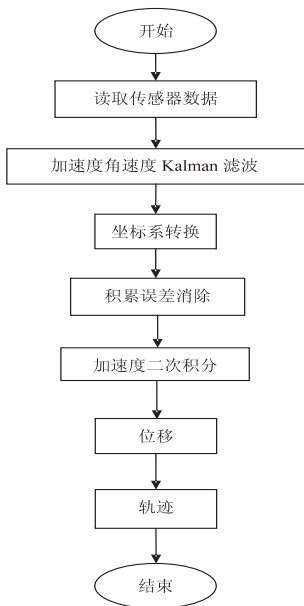 开始
读取传感器数据
加速度角速度 Kalman 滤波
坐标系转换
积累误差消除
加速度二次积分
位移
轨迹
结束